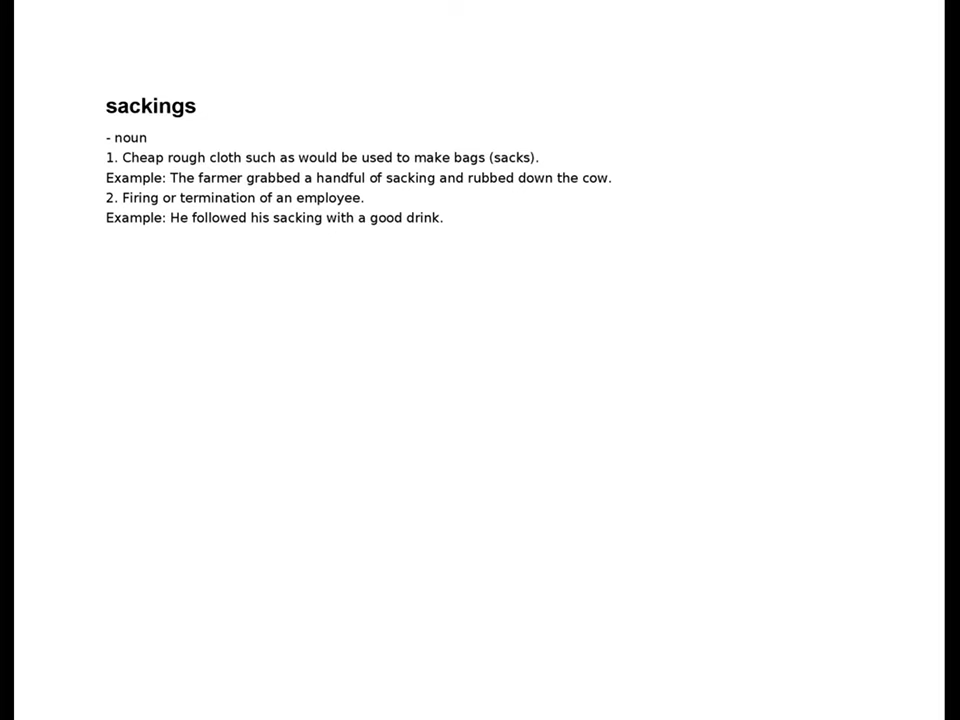 sackings
- noun
1. Cheap rough cloth such as would be used to make bags (sacks).
Example: The farmer grabbed a handful of sacking and rubbed down the cow.
2. Firing or termination of an employee.
Example: He followed his sacking with a good drink.